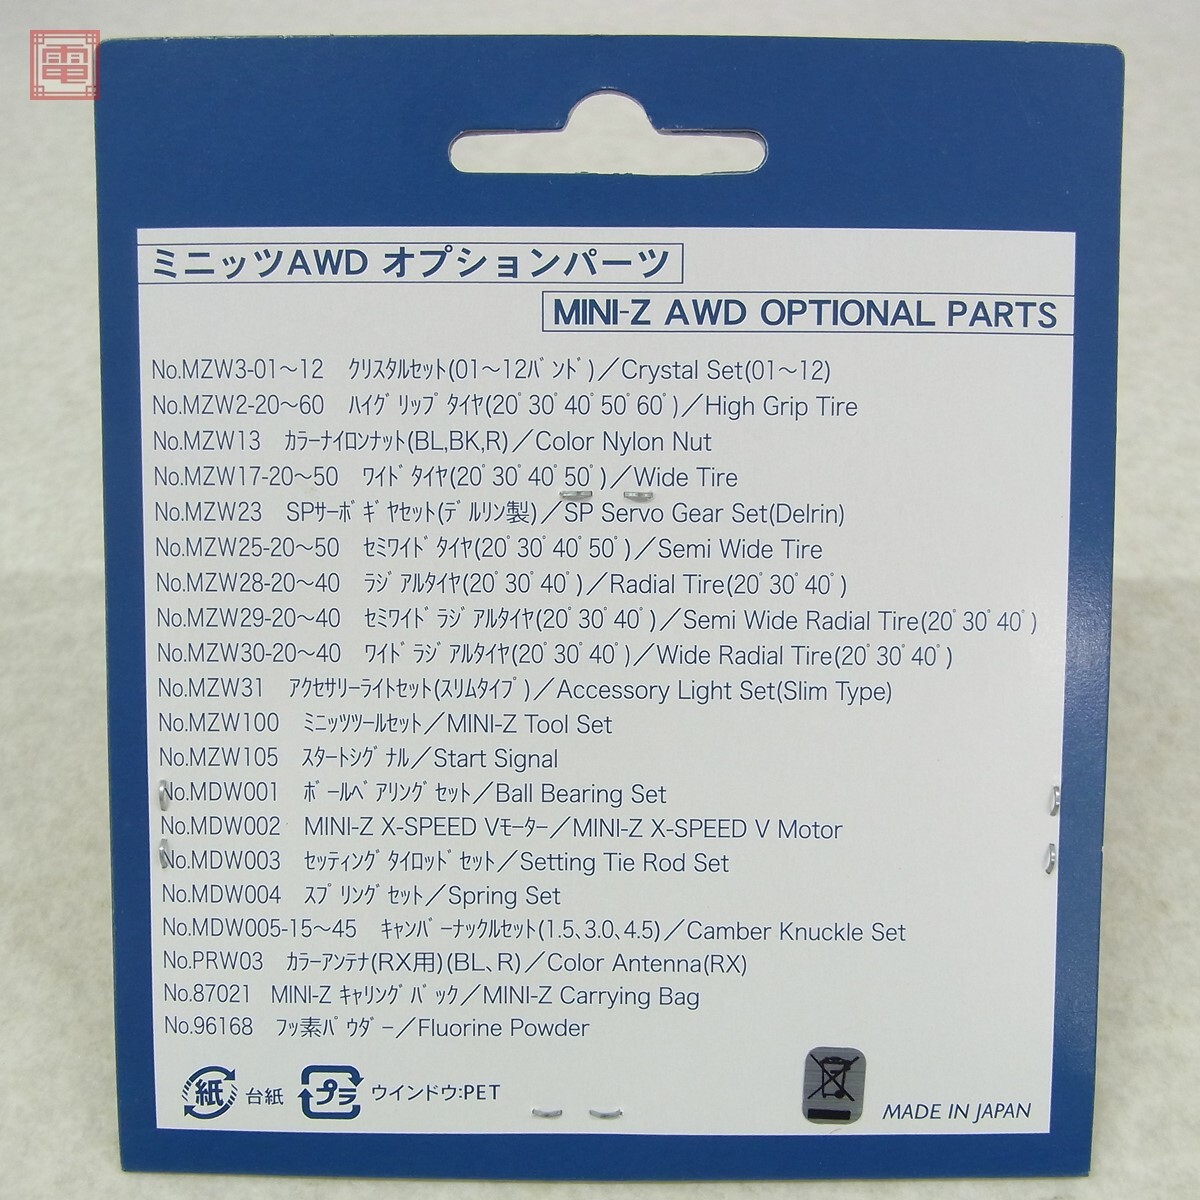 電
ミニッツAWD オプションパーツ
MINI-Z AWD OPTIONAL PARTS
No.MZW3-01～12 ｸﾘｽﾀﾙｾｯﾄ(01～12ﾊﾞﾝﾄﾞ)／Crystal Set(01～12)
No.MZW2-20～60 ﾊｲｸﾞﾘｯﾌﾟﾀｲﾔ(20ﾟ30ﾟ40ﾟ50ﾟ60ﾟ)／High Grip Tire
No.MZW13 ｶﾗｰﾅｲﾛﾝﾅｯﾄ(BL,BK,R)／Color Nylon Nut
No.MZW17-20～50 ﾜｲﾄﾞﾀｲﾔ(20ﾟ30ﾟ40ﾟ50ﾟ)／Wide Tire
No.MZW23 SPｻｰﾎﾞｷﾞﾔｾｯﾄ(ﾃﾞﾙﾘﾝ製)／SP Servo Gear Set(Delrin)
No.MZW25-20～50 ｾﾐﾜｲﾄﾞﾀｲﾔ(20ﾟ30ﾟ40ﾟ50ﾟ)／Semi Wide Tire
No.MZW28-20～40 ﾗｼﾞｱﾙﾀｲﾔ(20ﾟ30ﾟ40ﾟ)／Radial Tire(20ﾟ30ﾟ40ﾟ)
No.MZW29-20～40 ｾﾐﾜｲﾄﾞﾗｼﾞｱﾙﾀｲﾔ(20ﾟ30ﾟ40ﾟ)／Semi Wide Radial Tire(20ﾟ30ﾟ40ﾟ)
No.MZW30-20～40 ﾜｲﾄﾞﾗｼﾞｱﾙﾀｲﾔ(20ﾟ30ﾟ40ﾟ)／Wide Radial Tire(20ﾟ30ﾟ40ﾟ)
No.MZW31 ｱｸｾｻﾘｰﾗｲﾄｾｯﾄ(ｽﾘﾑﾀｲﾌﾟ)／Accessory Light Set(Slim Type)
No.MZW100 ﾐﾆｯﾂﾂｰﾙｾｯﾄ／MINI-Z Tool Set
No.MZW105 ｽﾀｰﾄｼｸﾞﾅﾙ／Start Signal
No.MDW001 ﾎﾞｰﾙﾍﾞｱﾘﾝｸﾞｾｯﾄ／Ball Bearing Set
No.MDW002 MINI-Z X-SPEED Vﾓｰﾀｰ／MINI-Z X-SPEED V Motor
No.MDW003 ｾｯﾃｨﾝｸﾞﾀｲﾛｯﾄﾞｾｯﾄ／Setting Tie Rod Set
No.MDW004 ｽﾌﾟﾘﾝｸﾞｾｯﾄ／Spring Set
No.MDW005-15～45 ｷｬﾝﾊﾞｰﾅｯｸﾙｾｯﾄ(1.5､3.0､4.5)／Camber Knuckle Set
No.PRW03 ｶﾗｰｱﾝﾃﾅ(RX用)(BL､R)／Color Antenna(RX)
No.87021 MINI-Z ｷｬﾘﾝｸﾞﾊﾞｯｸ／MINI-Z Carrying Bag
No.96168 ﾌｯ素ﾊﾟｳﾀﾞｰ／Fluorine Powder
紙 台紙 プラ ウインドウ:PET
MADE IN JAPAN